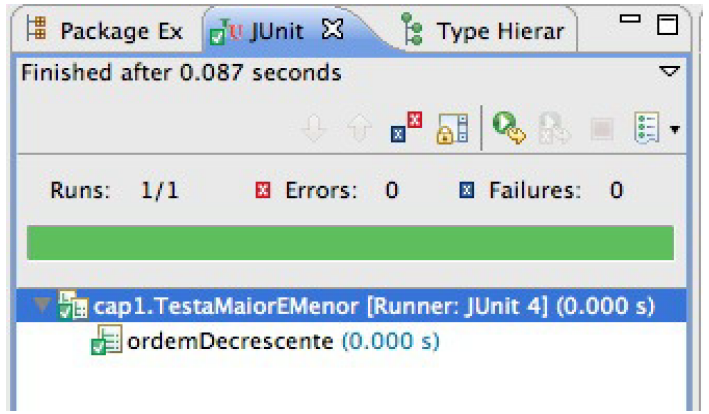 Package Ex JUnit Type Hierar
Finished after 0.087 seconds
Runs: 1/1 Errors: 0 Failures: 0
cap1.TestaMaiorEMenor [Runner: JUnit 4] (0.000 s)
ordemDecrescente (0.000 s)